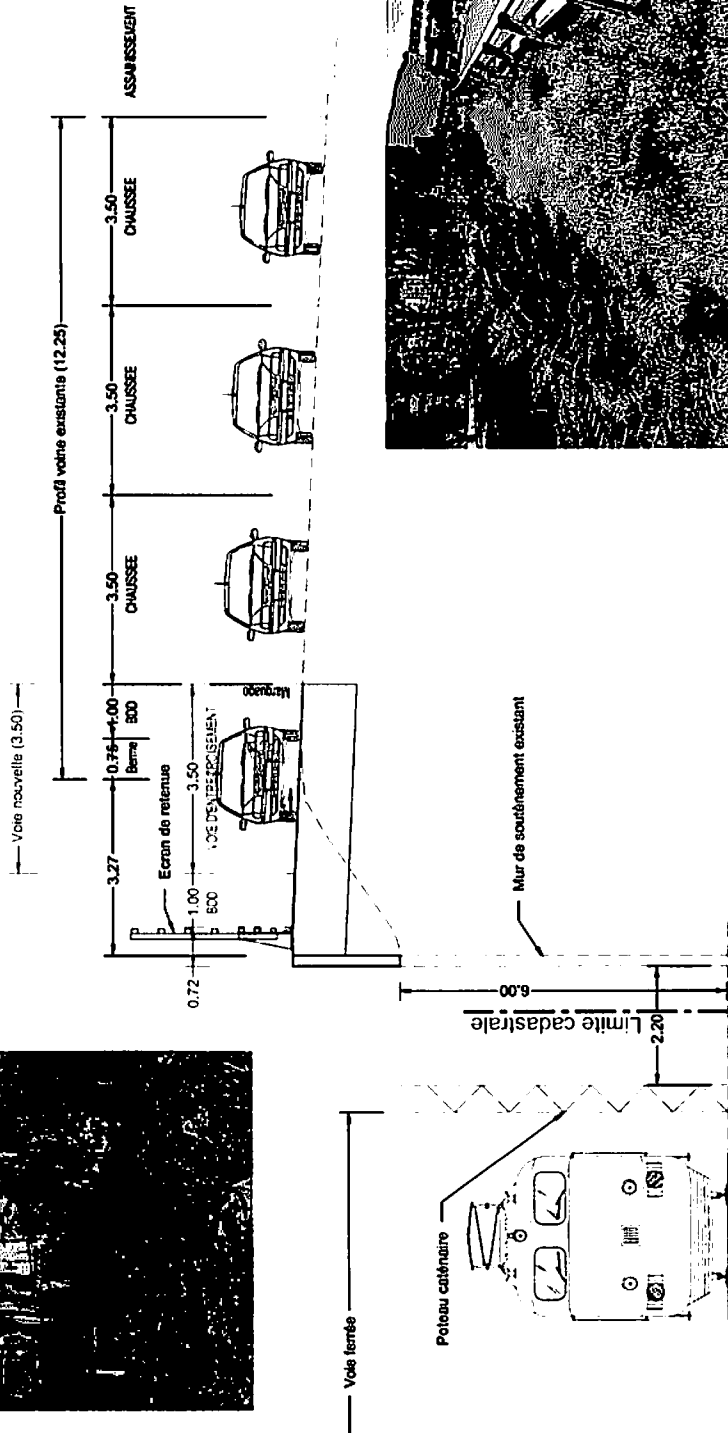 Voie nouvelle (3.50)
Profil voirie existante (12.25)
3.27
0.75
1.00
3.50
3.50
3.50
Berme
BDD
CHAUSSEE
CHAUSSEE
CHAUSSEE
ASSAINISSEMENT
Ecran de retenue
0.72
1.00
3.50
BDD
VOIE D'ENTRECROISEMENT
Marquage
Voie ferrée
Poteau caténaire
6.00
Limite cadastrale
2.20
Mur de soutènement existant